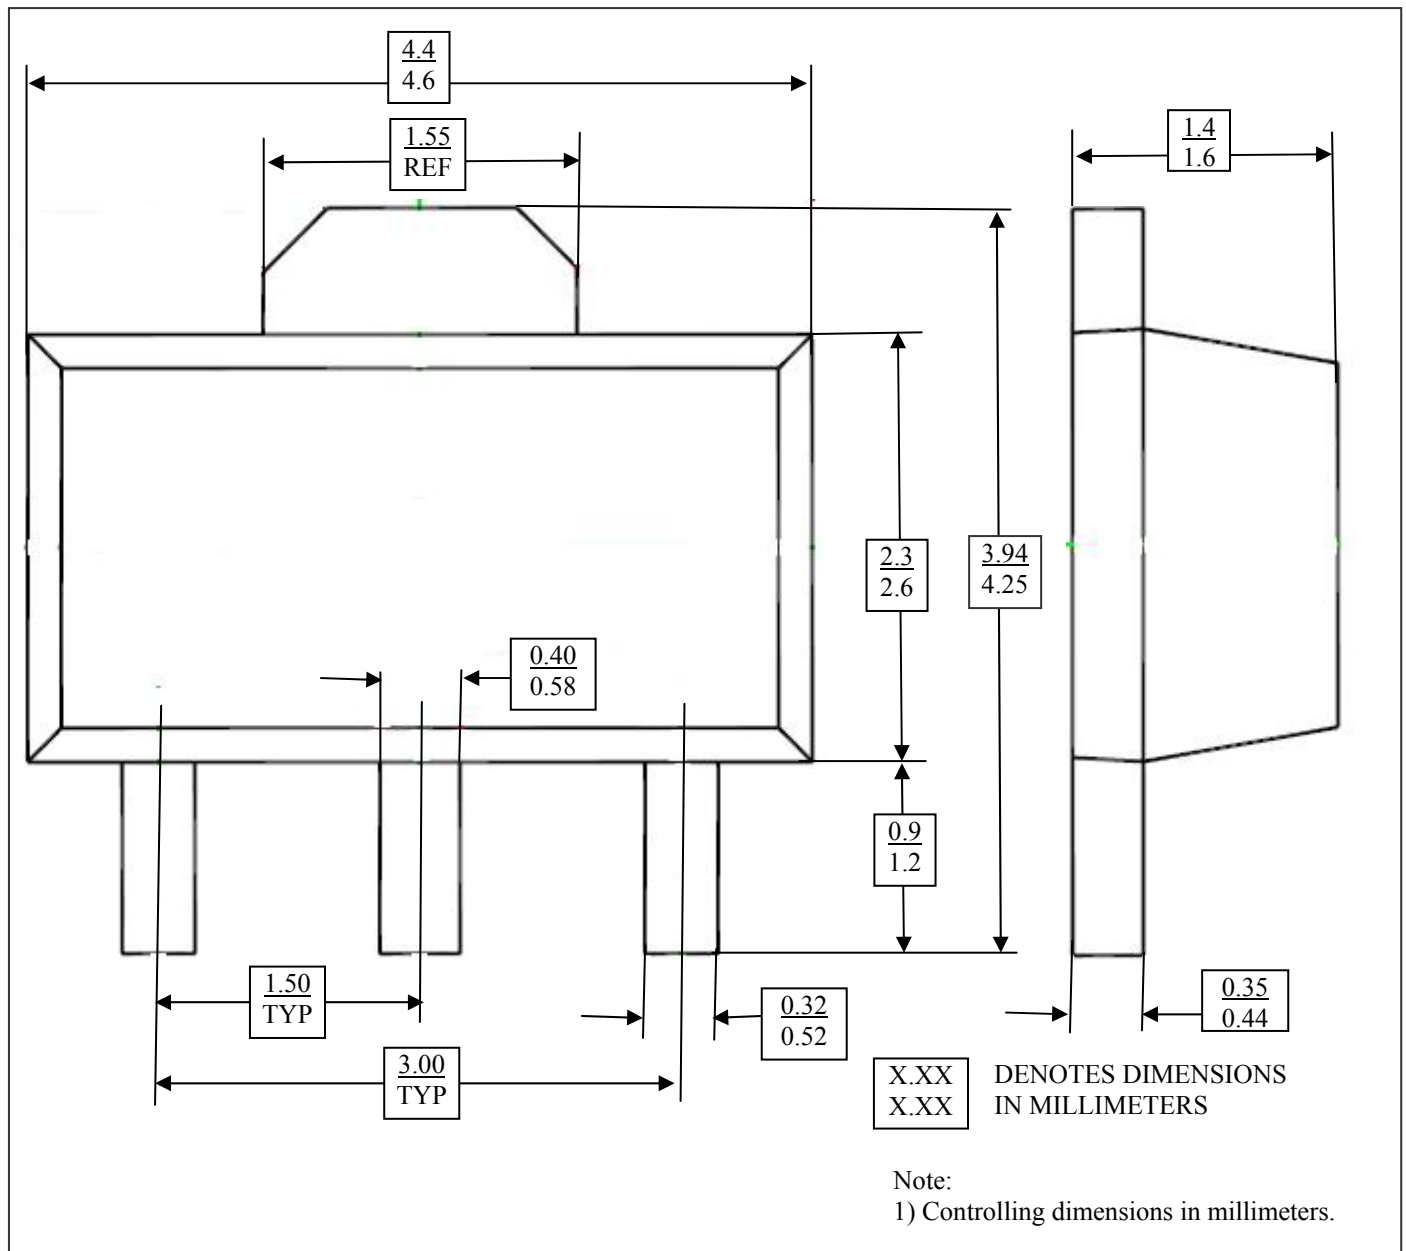 4.4
4.6
1.55
REF
1.4
1.6
2.3
2.6
3.94
4.25
0.40
0.58
0.9
1.2
1.50
TYP
0.32
0.52
0.35
0.44
3.00
TYP
X.XX
X.XX
DENOTES DIMENSIONS
IN MILLIMETERS
Note:
1) Controlling dimensions in millimeters.